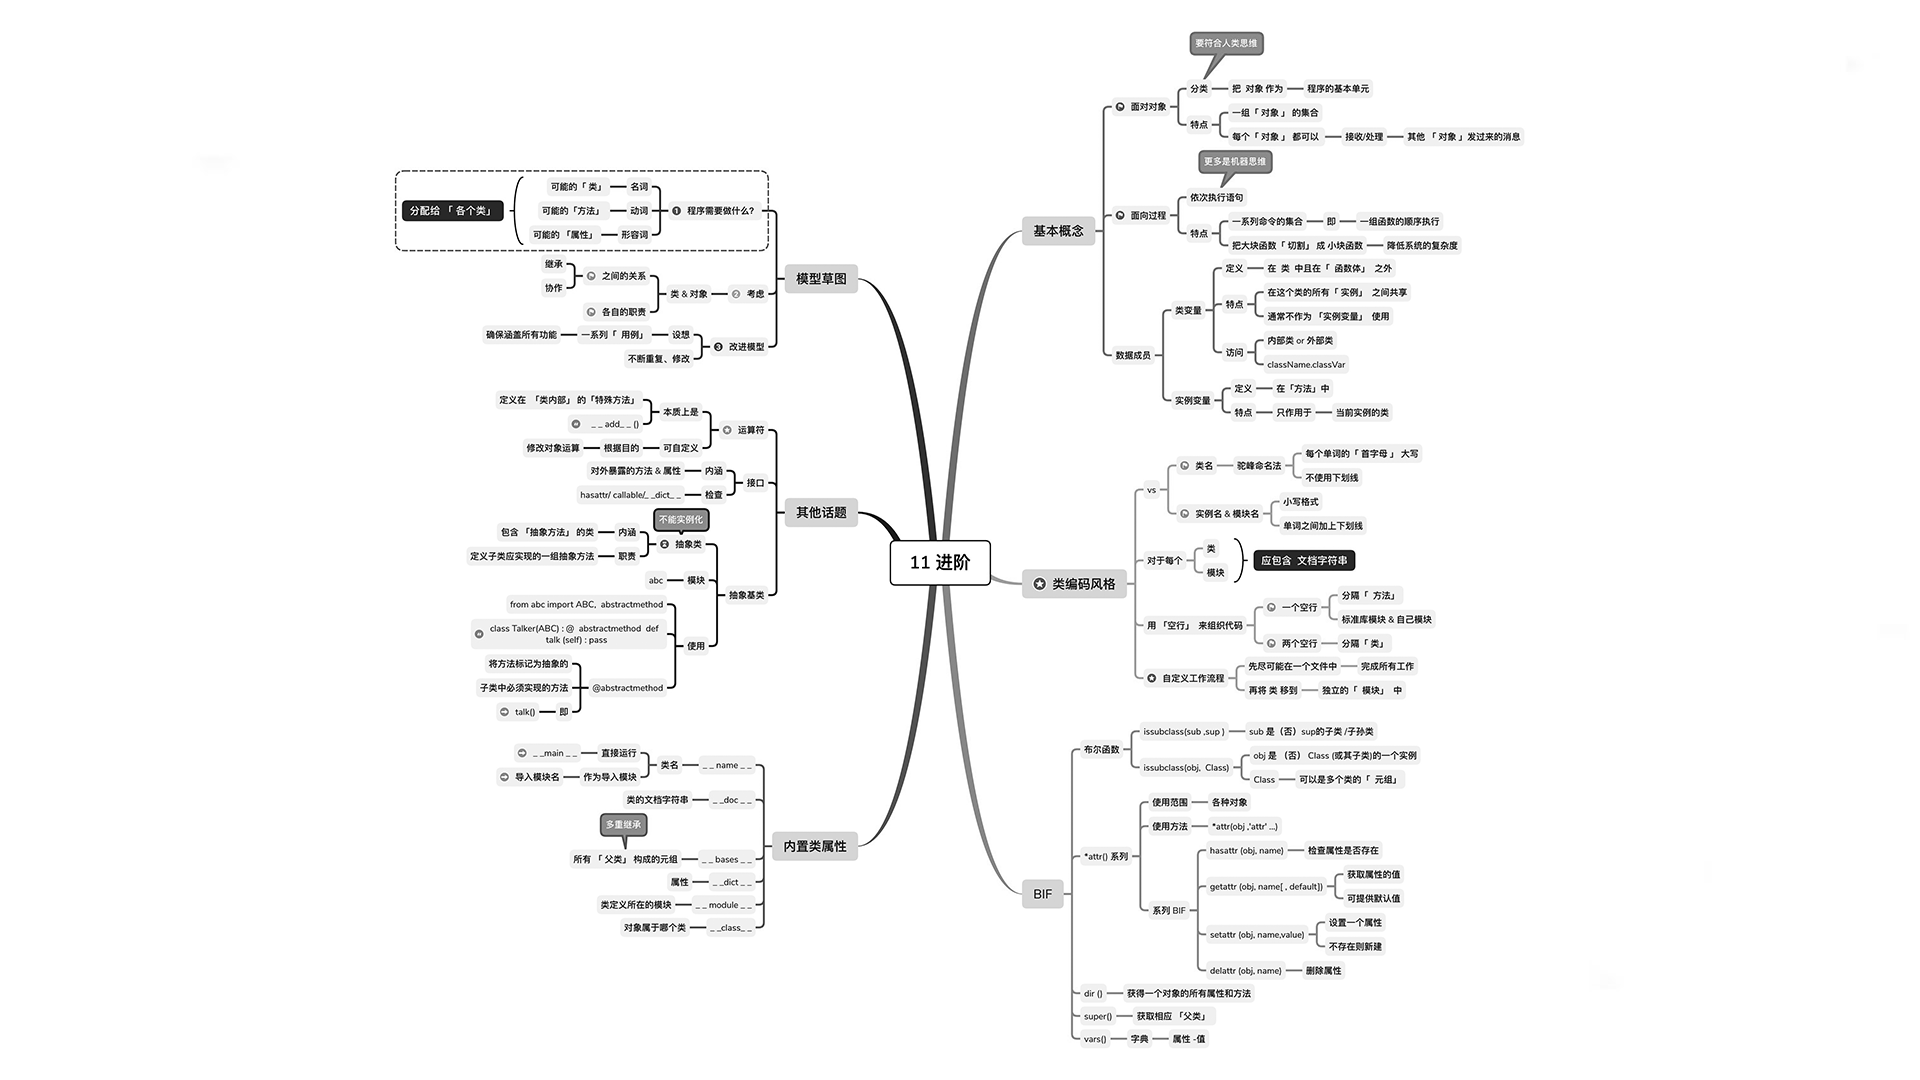 11 进阶
基本概念
面对对象
要符合人类思维
分类
把 对象 作为
程序的基本单元
特点
一组「 对象 」 的集合
每个「 对象 」 都可以
接收/处理
其他 「 对象 」发过来的消息
面向过程
更多是机器思维
依次执行语句
特点
一系列命令的集合
即
一组函数的顺序执行
把大块函数「 切割」 成 小块函数
降低系统的复杂度
数据成员
类变量
定义
在 类 中且在「 函数体」 之外
特点
在这个类的所有「 实例」 之间共享
通常不作为 「实例变量」 使用
访问
内部类 or 外部类
className.classVar
实例变量
定义
在「方法」中
特点
只作用于
当前实例的类
类编码风格
vs
类名
驼峰命名法
每个单词的「 首字母 」 大写
不使用下划线
实例名 & 模块名
小写格式
单词之间加上下划线
对于每个
类
模块
应包含 文档字符串
用 「空行」 来组织代码
一个空行
分隔「 方法」
标准库模块 & 自己模块
两个空行
分隔「 类」
自定义工作流程
先尽可能在一个文件中
完成所有工作
再将 类 移到
独立的「 模块」 中
BIF
布尔函数
issubclass(sub ,sup )
sub 是（否）sup的子类 /子孙类
issubclass(obj, Class)
obj 是 （否） Class (或其子类)的一个实例
Class
可以是多个类的「 元组」
*attr() 系列
使用范围
各种对象
使用方法
*attr(obj ,'attr' ...)
系列 BIF
hasattr (obj, name)
检查属性是否存在
getattr (obj, name[ , default])
获取属性的值
可提供默认值
setattr (obj, name,value)
设置一个属性
不存在则新建
delattr (obj, name)
删除属性
dir ()
获得一个对象的所有属性和方法
super()
获取相应 「父类」
vars()
字典
属性 -值
模型草图
1 程序需要做什么？
名词
可能的「 类」
动词
可能的「方法」
形容词
可能的 「属性」
分配给 「 各个类」
2 考虑
类 & 对象
之间的关系
继承
协作
各自的职责
3 改进模型
设想
一系列「 用例」
确保涵盖所有功能
不断重复、修改
其他话题
运算符
本质上是
定义在 「类内部」 的「特殊方法」
_ _ add_ _ ()
可自定义
根据目的
修改对象运算
接口
内涵
对外暴露的方法 & 属性
检查
hasattr/ callable/_ _dict_ _
抽象基类
抽象类
不能实例化
内涵
包含 「抽象方法」 的类
职责
定义子类应实现的一组抽象方法
模块
abc
使用
from abc import ABC, abstractmethod
class Talker(ABC) : @ abstractmethod def
talk (self) : pass
@abstractmethod
将方法标记为抽象的
子类中必须实现的方法
即
talk()
内置类属性
_ _ name _ _
类名
直接运行
_ _main _ _
作为导入模块
导入模块名
_ _doc _ _
类的文档字符串
_ _ bases _ _
多重继承
所有 「 父类」 构成的元组
_ _dict _ _
属性
_ _ module _ _
类定义所在的模块
_ _class_ _
对象属于哪个类